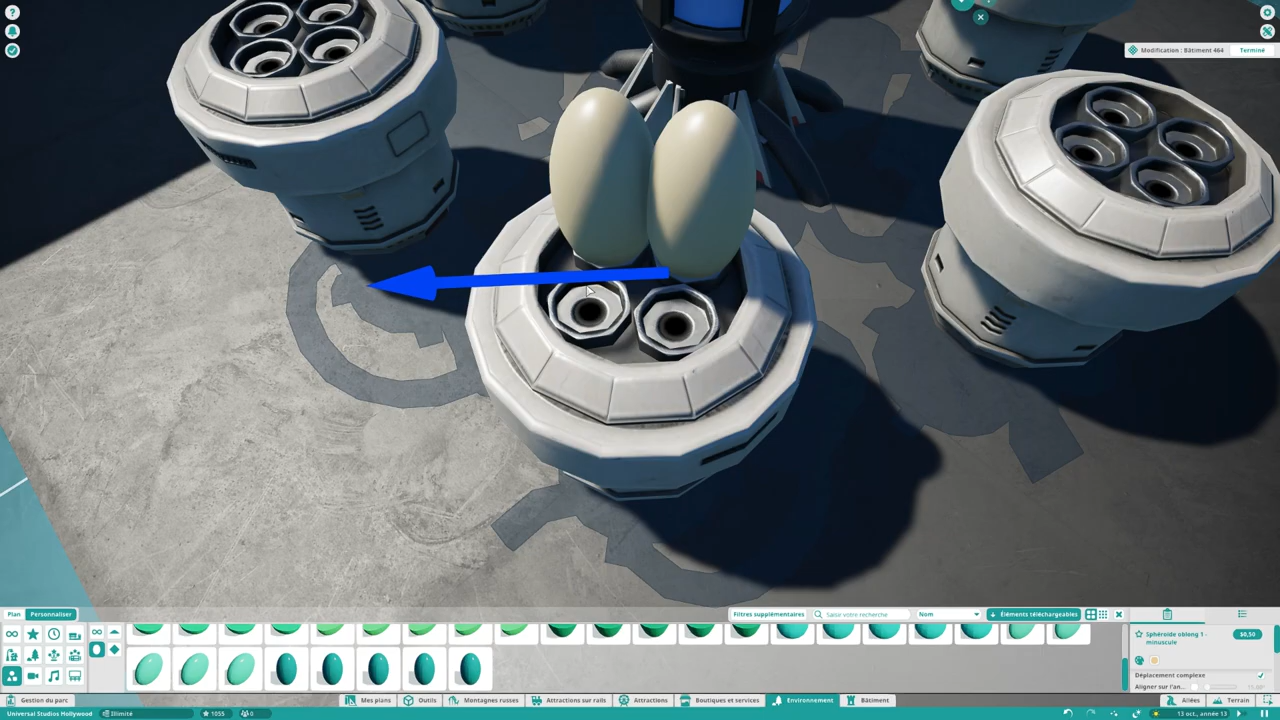 Modification : Bâtiment 464
Terminé
Plan
Personnaliser
Filtres supplémentaires
Saisir votre recherche
Nom
Éléments téléchargeables
Sphéroïde oblong 1 - minuscule
$0,50
Déplacement complexe
Aligner sur l'an...
Gestion du parc
Mes plans
Outils
Montagnes russes
Attractions sur rails
Attractions
Boutiques et services
Environnement
Bâtiment
Allées
Terrain
Universal Studios Hollywood
Illimité
1055
0
13 oct., année 13